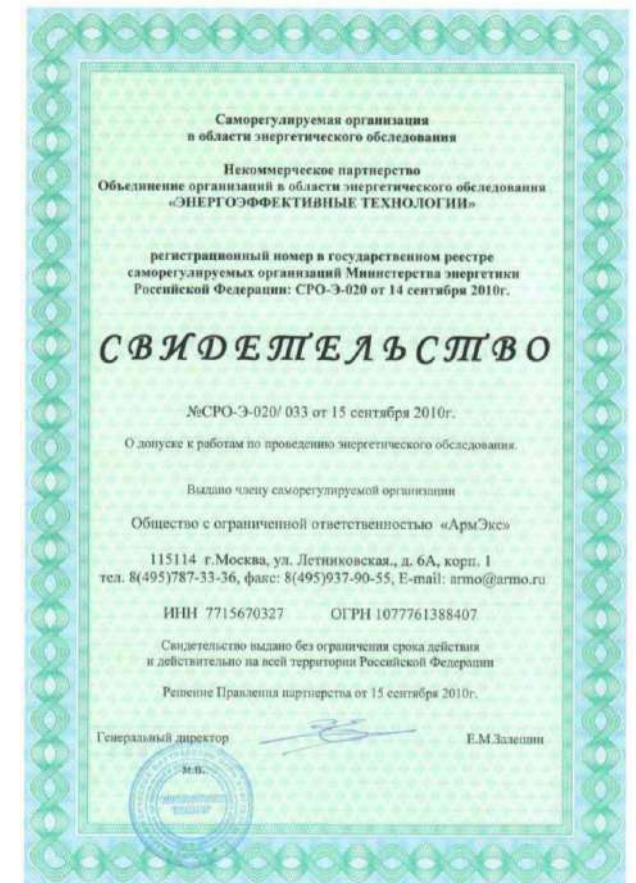 Саморегулируемая организация
в области энергетического обследования
Некоммерческое партнерство
Объединение организаций в области энергетического обследования
«ЭНЕРГОЭФФЕКТИВНЫЕ ТЕХНОЛОГИИ»
регистрационный номер в государственном реестре
саморегулируемых организаций Министерства энергетики
Российской Федерации: СРО-Э-020 от 14 сентября 2010г.
СВИДЕТЕЛЬСТВО
№СРО-Э-020/ 033 от 15 сентября 2010г.
О допуске к работам по проведению энергетического обследования.
Выдано члену саморегулируемой организации
Общество с ограниченной ответственностью «АрмЭкс»
115114 г.Москва, ул. Летниковская., д. 6А, корп. 1
тел. 8(495)787-33-36, факс: 8(495)937-90-55, E-mail: armo@armo.ru
ИНН 7715670327 ОГРН 1077761388407
Свидетельство выдано без ограничения срока действия
и действительно на всей территории Российской Федерации
Решение Правления партнерства от 15 сентября 2010г.
Генеральный директор Е.М.Залешин
м.п.